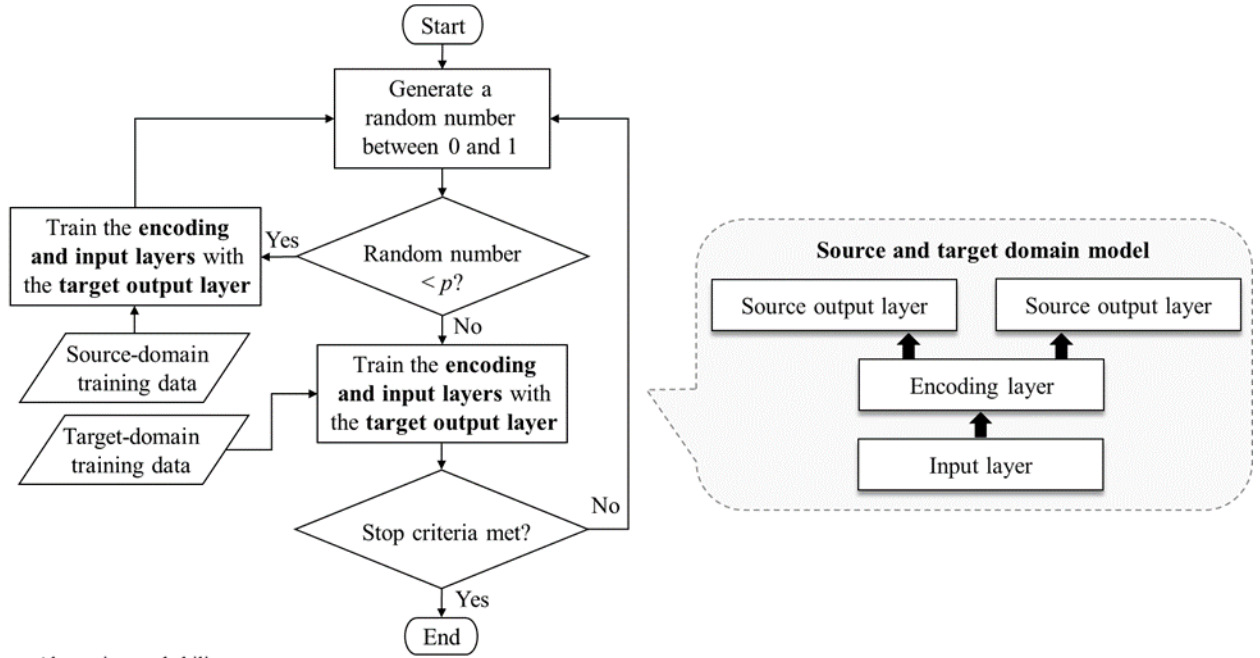 Start
Generate a
random number
between 0 and 1
Train the encoding
and input layers with
the target output layer
Yes
Random number
< p?
No
Source-domain
training data
Train the encoding
and input layers with
the target output layer
Target-domain
training data
Stop criteria met?
No
Yes
End
Source and target domain model
Source output layer
Source output layer
Encoding layer
Input layer